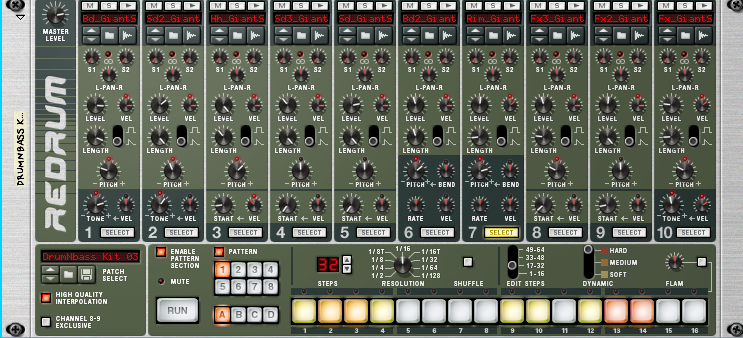 M S M S M S M S M S M S M S M S M S M S
Bd_GiantS Sd2_Giant Hh_GiantS Sd3_Giant Sd_GiantS Bd2_Giant Rim_Giant Fx3_Giant Fx2_Giant Fx_GiantS
MASTER
LEVEL
S1 S2 S1 S2 S1 S2 S1 S2 S1 S2 S1 S2 S1 S2 S1 S2 S1 S2 S1 S2
L-PAN-R L-PAN-R L-PAN-R L-PAN-R L-PAN-R L-PAN-R L-PAN-R L-PAN-R L-PAN-R L-PAN-R
LEVEL VEL LEVEL VEL LEVEL VEL LEVEL VEL LEVEL VEL LEVEL VEL LEVEL VEL LEVEL VEL LEVEL VEL LEVEL VEL
LENGTH LENGTH LENGTH LENGTH LENGTH LENGTH LENGTH LENGTH LENGTH LENGTH
- PITCH + - PITCH + - PITCH + - PITCH + - PITCH + - PITCH + - BEND - PITCH + - BEND - PITCH + - PITCH + - PITCH +
TONE + - VEL TONE + - VEL START - VEL START - VEL START - VEL RATE VEL RATE VEL START - VEL START - VEL TONE + - VEL
1 SELECT 2 SELECT 3 SELECT 4 SELECT 5 SELECT 6 SELECT 7 SELECT 8 SELECT 9 SELECT 10 SELECT
REDRUM
DRUMNBASS K...
DrumNbass Kit 03
PATCH
SELECT
HIGH QUALITY
INTERPOLATION
CHANNEL 8-9
EXCLUSIVE
ENABLE
PATTERN
SECTION
MUTE
RUN
PATTERN
1 2 3 4
5 6 7 8
A B C D
32
STEPS
1/16
1/8T 1/16T
1/8 1/32
1/4 1/64
1/2 1/128
RESOLUTION
SHUFFLE
49-64
33-48
17-32
1-16
EDIT STEPS
HARD
MEDIUM
SOFT
DYNAMIC
FLAM
1 2 3 4 5 6 7 8 9 10 11 12 13 14 15 16